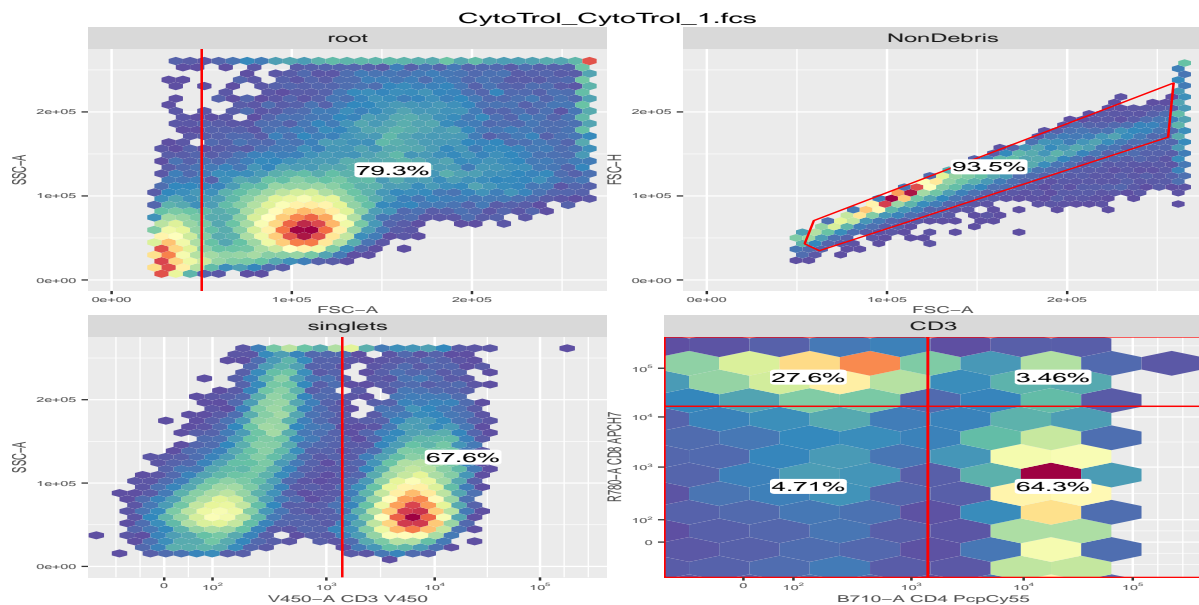 CytoTrol_CytoTrol_1.fcs
root
NonDebris
SSC−A
2e+05
1e+05
0e+00
79.3%
0e+00
1e+05
2e+05
FSC−A
FSC−H
2e+05
1e+05
0e+00
93.5%
0e+00
1e+05
2e+05
FSC−A
singlets
CD3
SSC−A
2e+05
1e+05
0e+00
67.6%
0
10²
10³
10⁴
10⁵
V450−A CD3 V450
R780−A CD8 APCH7
10⁵
10⁴
10³
10²
0
27.6%
3.46%
4.71%
64.3%
0
10²
10³
10⁴
10⁵
B710−A CD4 PcpCy55